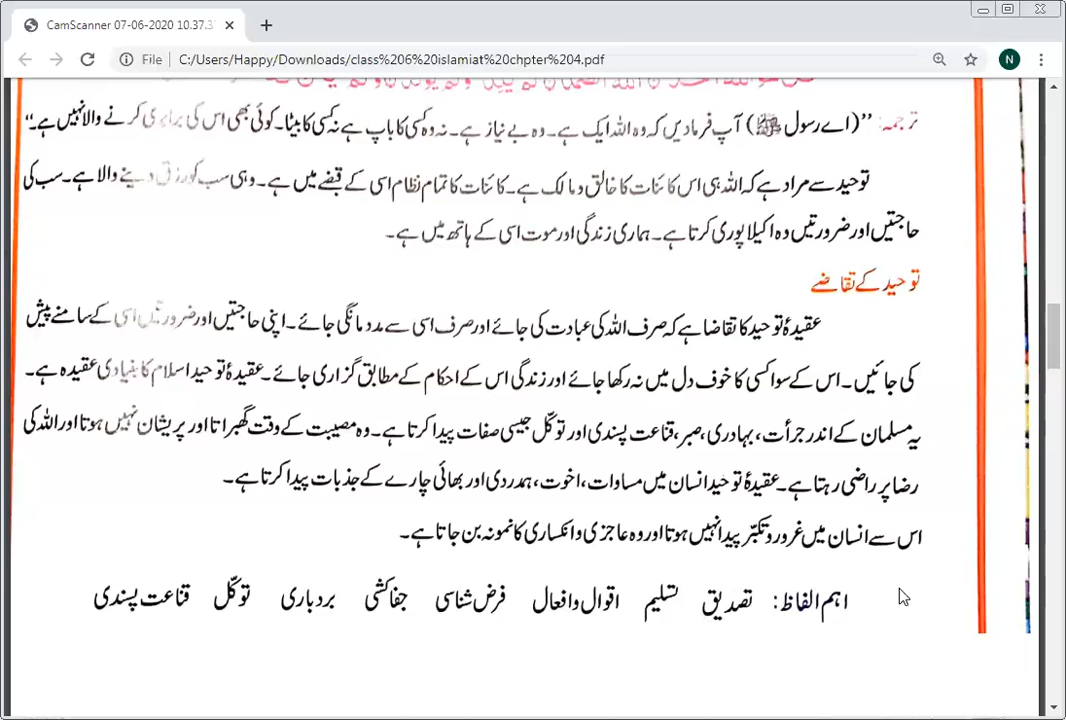 CamScanner 07-06-2020 10.37.3
File C:/Users/Happy/Downloads/class%206%20islamiat%20chpter%204.pdf
N
ترجمہ: ”(اے رسول ﷺ) آپ فرما دیں کہ وہ اللہ ایک ہے۔ وہ بے نیاز ہے۔ نہ وہ کسی کا باپ ہے نہ کسی کا بیٹا۔ کوئی بھی اس کی برابری کرنے والا نہیں ہے۔“
توحید سے مراد ہے کہ اللہ ہی اس کائنات کا خالق و مالک ہے۔ کائنات کا تمام نظام اسی کے قبضے میں ہے۔ وہی سب کو رزق دینے والا ہے۔ سب کی
حاجتیں اور ضرورتیں وہ اکیلا پوری کرتا ہے۔ ہماری زندگی اور موت اسی کے ہاتھ میں ہے۔
توحید کے تقاضے
عقیدۂ توحید کا تقاضا ہے کہ صرف اللہ کی عبادت کی جائے اور صرف اسی سے مدد مانگی جائے۔ اپنی حاجتیں اور ضرورتیں اسی کے سامنے پیش
کی جائیں۔ اس کے سوا کسی کا خوف دل میں نہ رکھا جائے اور زندگی اس کے احکام کے مطابق گزاری جائے۔ عقیدۂ توحید اسلام کا بنیادی عقیدہ ہے۔
یہ مسلمان کے اندر جرأت، بہادری، صبر، قناعت پسندی اور توکّل جیسی صفات پیدا کرتا ہے۔ وہ مصیبت کے وقت گھبراتا اور پریشان نہیں ہوتا اور اللہ کی
رضا پر راضی رہتا ہے۔ عقیدۂ توحید انسان میں مساوات، اخوت، ہمدردی اور بھائی چارے کے جذبات پیدا کرتا ہے۔
اس سے انسان میں غرور و تکبّر پیدا نہیں ہوتا اور وہ عاجزی و انکساری کا نمونہ بن جاتا ہے۔
اہم الفاظ: تصدیق تسلیم اقوال و افعال فرض شناسی جفاکشی بردباری توکّل قناعت پسندی